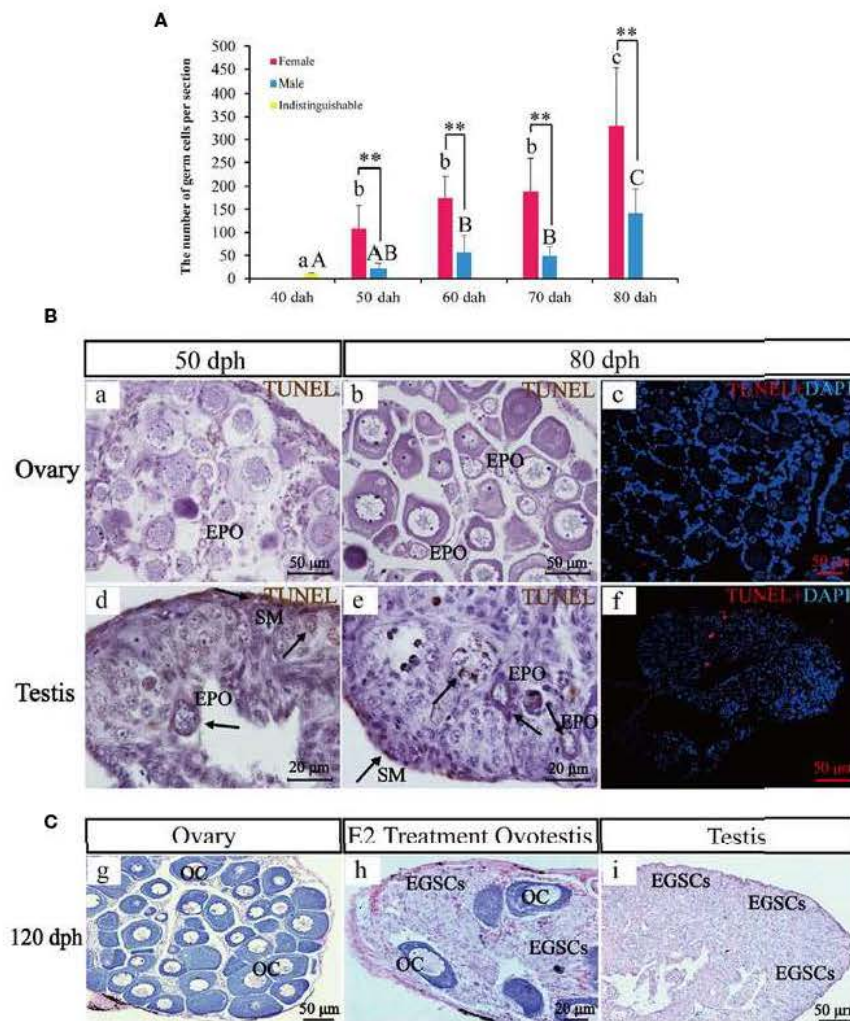 A
The number of germ cells per section
500
450
400
350
300
250
200
150
100
50
0
Female
Male
Indistinguishable
a A
b
**
A B
b
**
B
b
**
B
c
**
C
40 dah
50 dah
60 dah
70 dah
80 dah
B
50 dph
80 dph
Ovary
a
TUNEL
EPO
50 μm
b
TUNEL
EPO
EPO
50 μm
c
TUNEL+DAPI
50 μm
Testis
d
TUNEL
SM
EPO
20 μm
e
TUNEL
EPO
EPO
SM
20 μm
f
TUNEL+DAPI
50 μm
C
Ovary
E2 Treatment Ovotestis
Testis
120 dph
g
OC
OC
50 μm
h
EGSCs
OC
EGSCs
OC
20 μm
i
EGSCs
EGSCs
EGSCs
50 μm